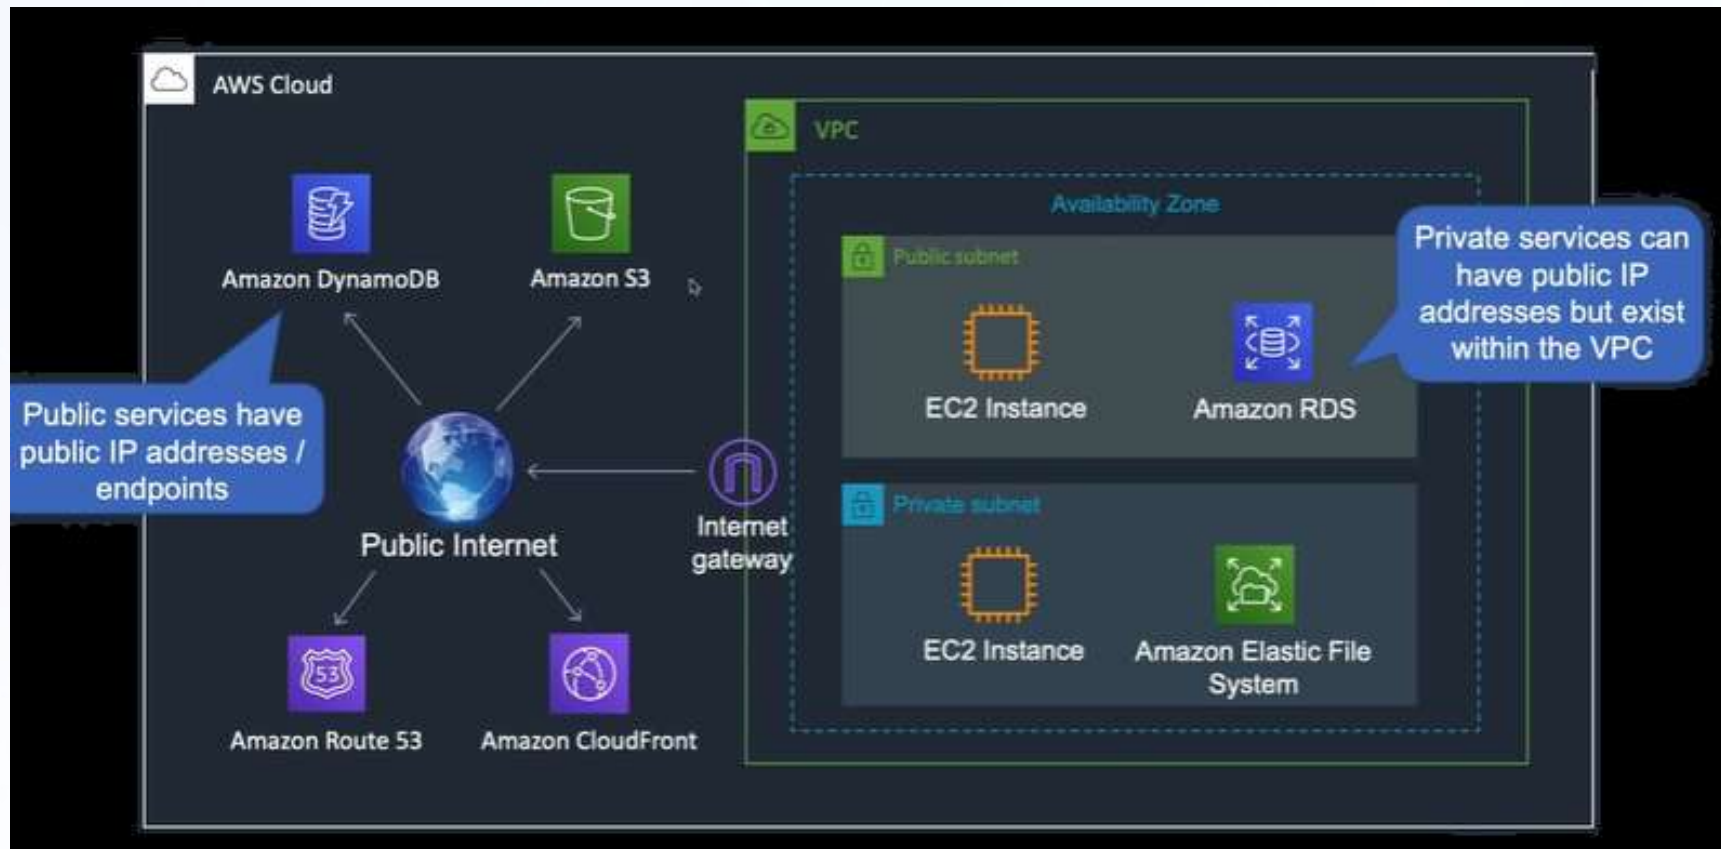 AWS Cloud
VPC
Availability Zone
Amazon DynamoDB
Amazon S3
Public subnet
Private services can
have public IP
addresses but exist
within the VPC
EC2 Instance
Amazon RDS
Public services have
public IP addresses /
endpoints
Public Internet
Internet
gateway
Private subnet
EC2 Instance
Amazon Elastic File
System
53
Amazon Route 53
Amazon CloudFront